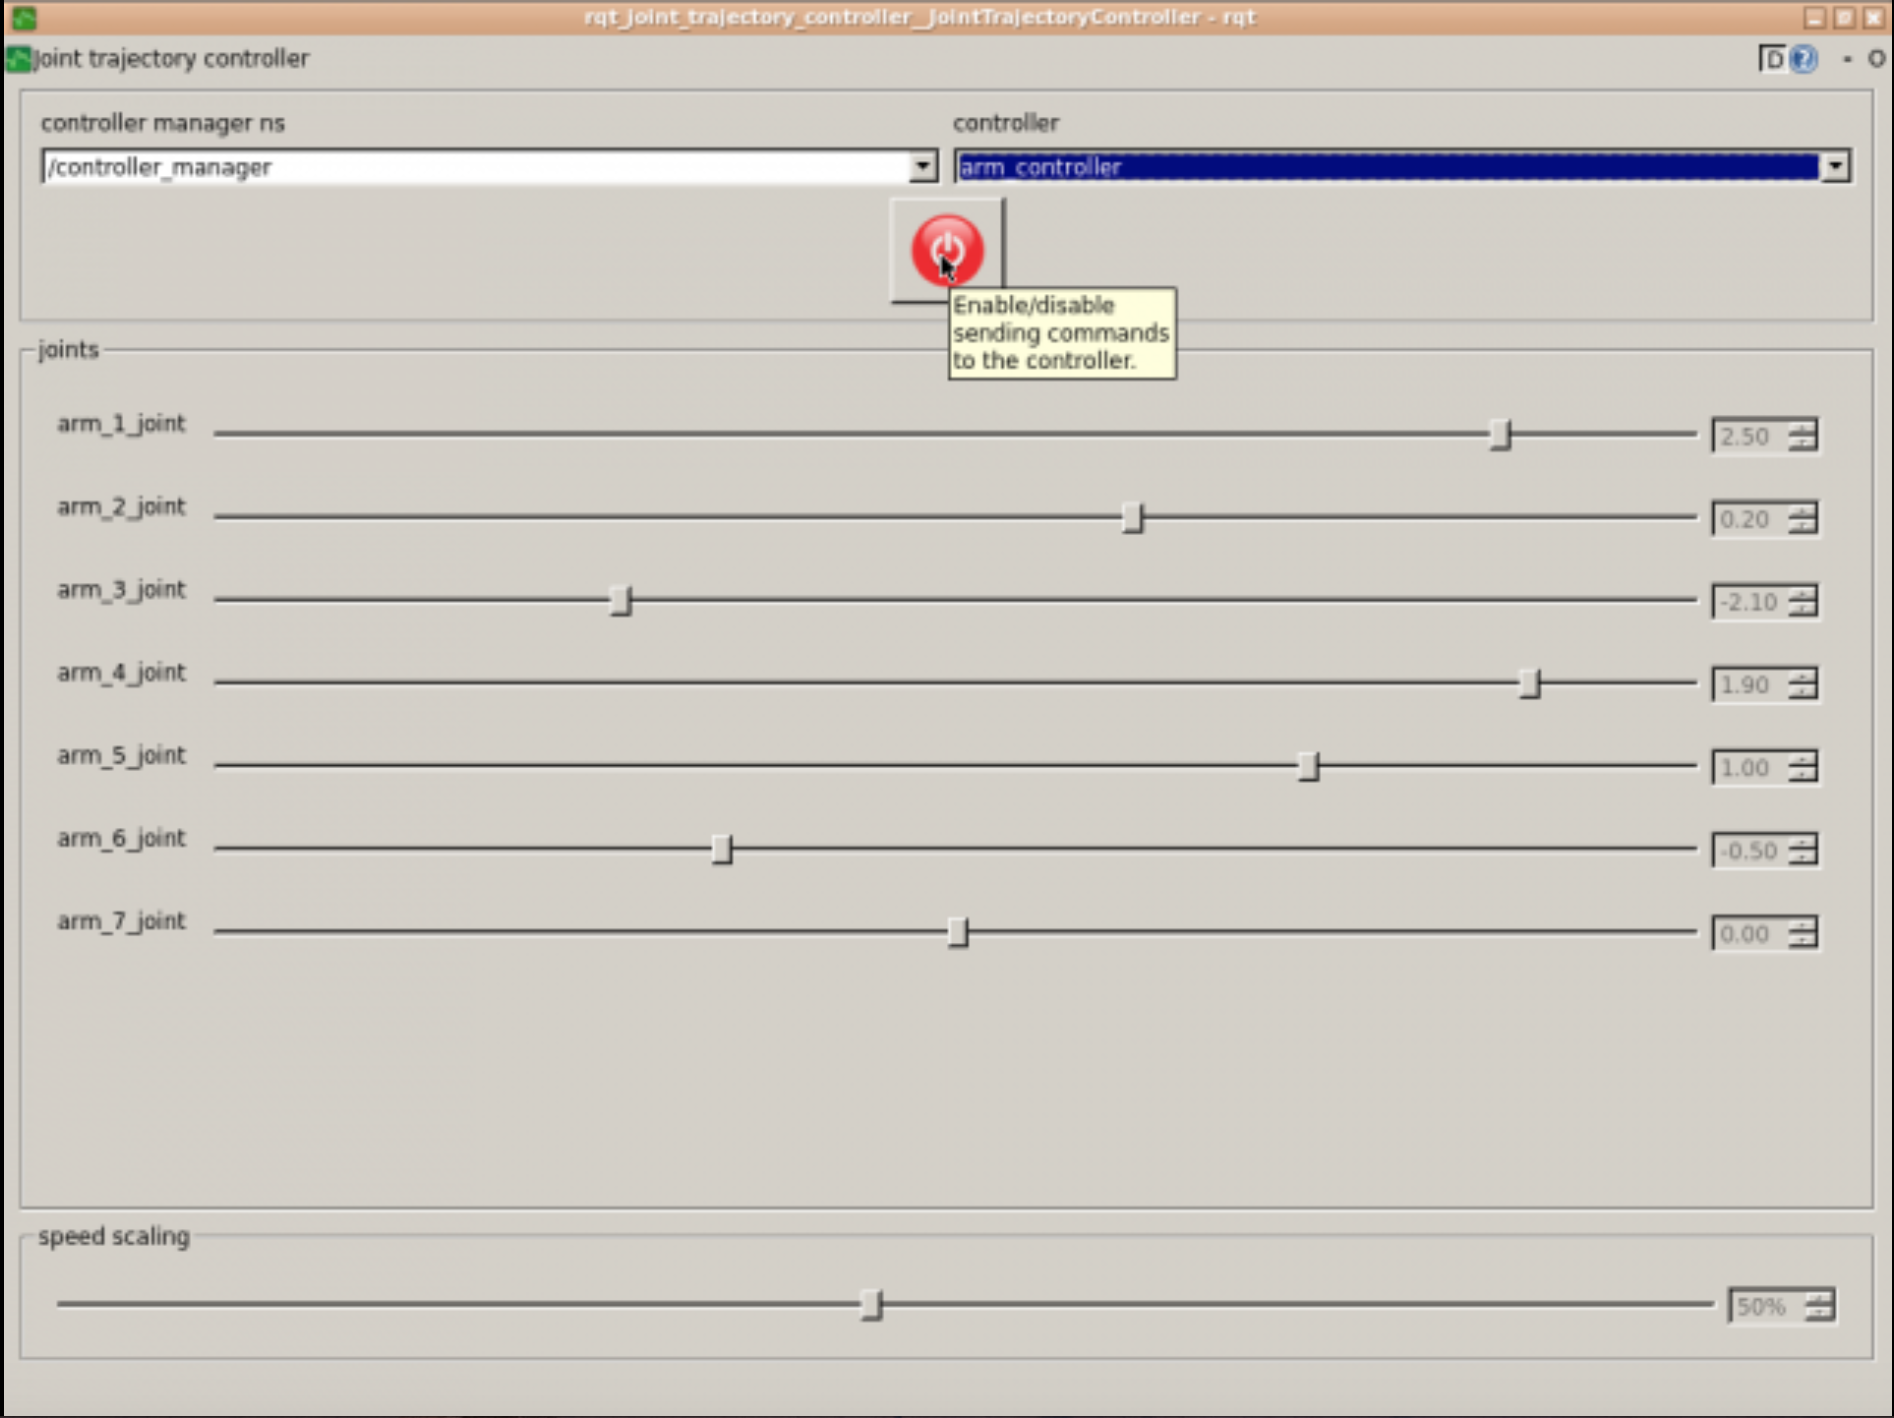 rqt_joint_trajectory_controller__JointTrajectoryController - rqt
Joint trajectory controller
D ? - O
controller manager ns
controller
/controller_manager
arm_controller
Enable/disable
sending commands
to the controller.
joints
arm_1_joint 2.50
arm_2_joint 0.20
arm_3_joint -2.10
arm_4_joint 1.90
arm_5_joint 1.00
arm_6_joint -0.50
arm_7_joint 0.00
speed scaling
50%